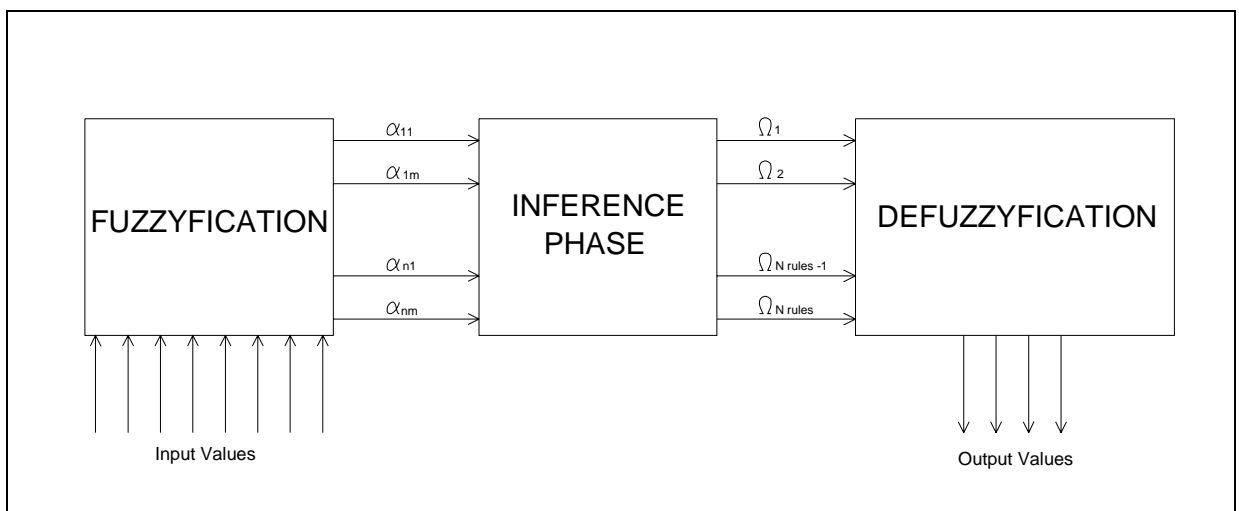 FUZZYFICATION
α11
α1m
αn1
αnm
INFERENCE
PHASE
Ω1
Ω2
ΩN rules -1
ΩN rules
DEFUZZYFICATION
Input Values
Output Values